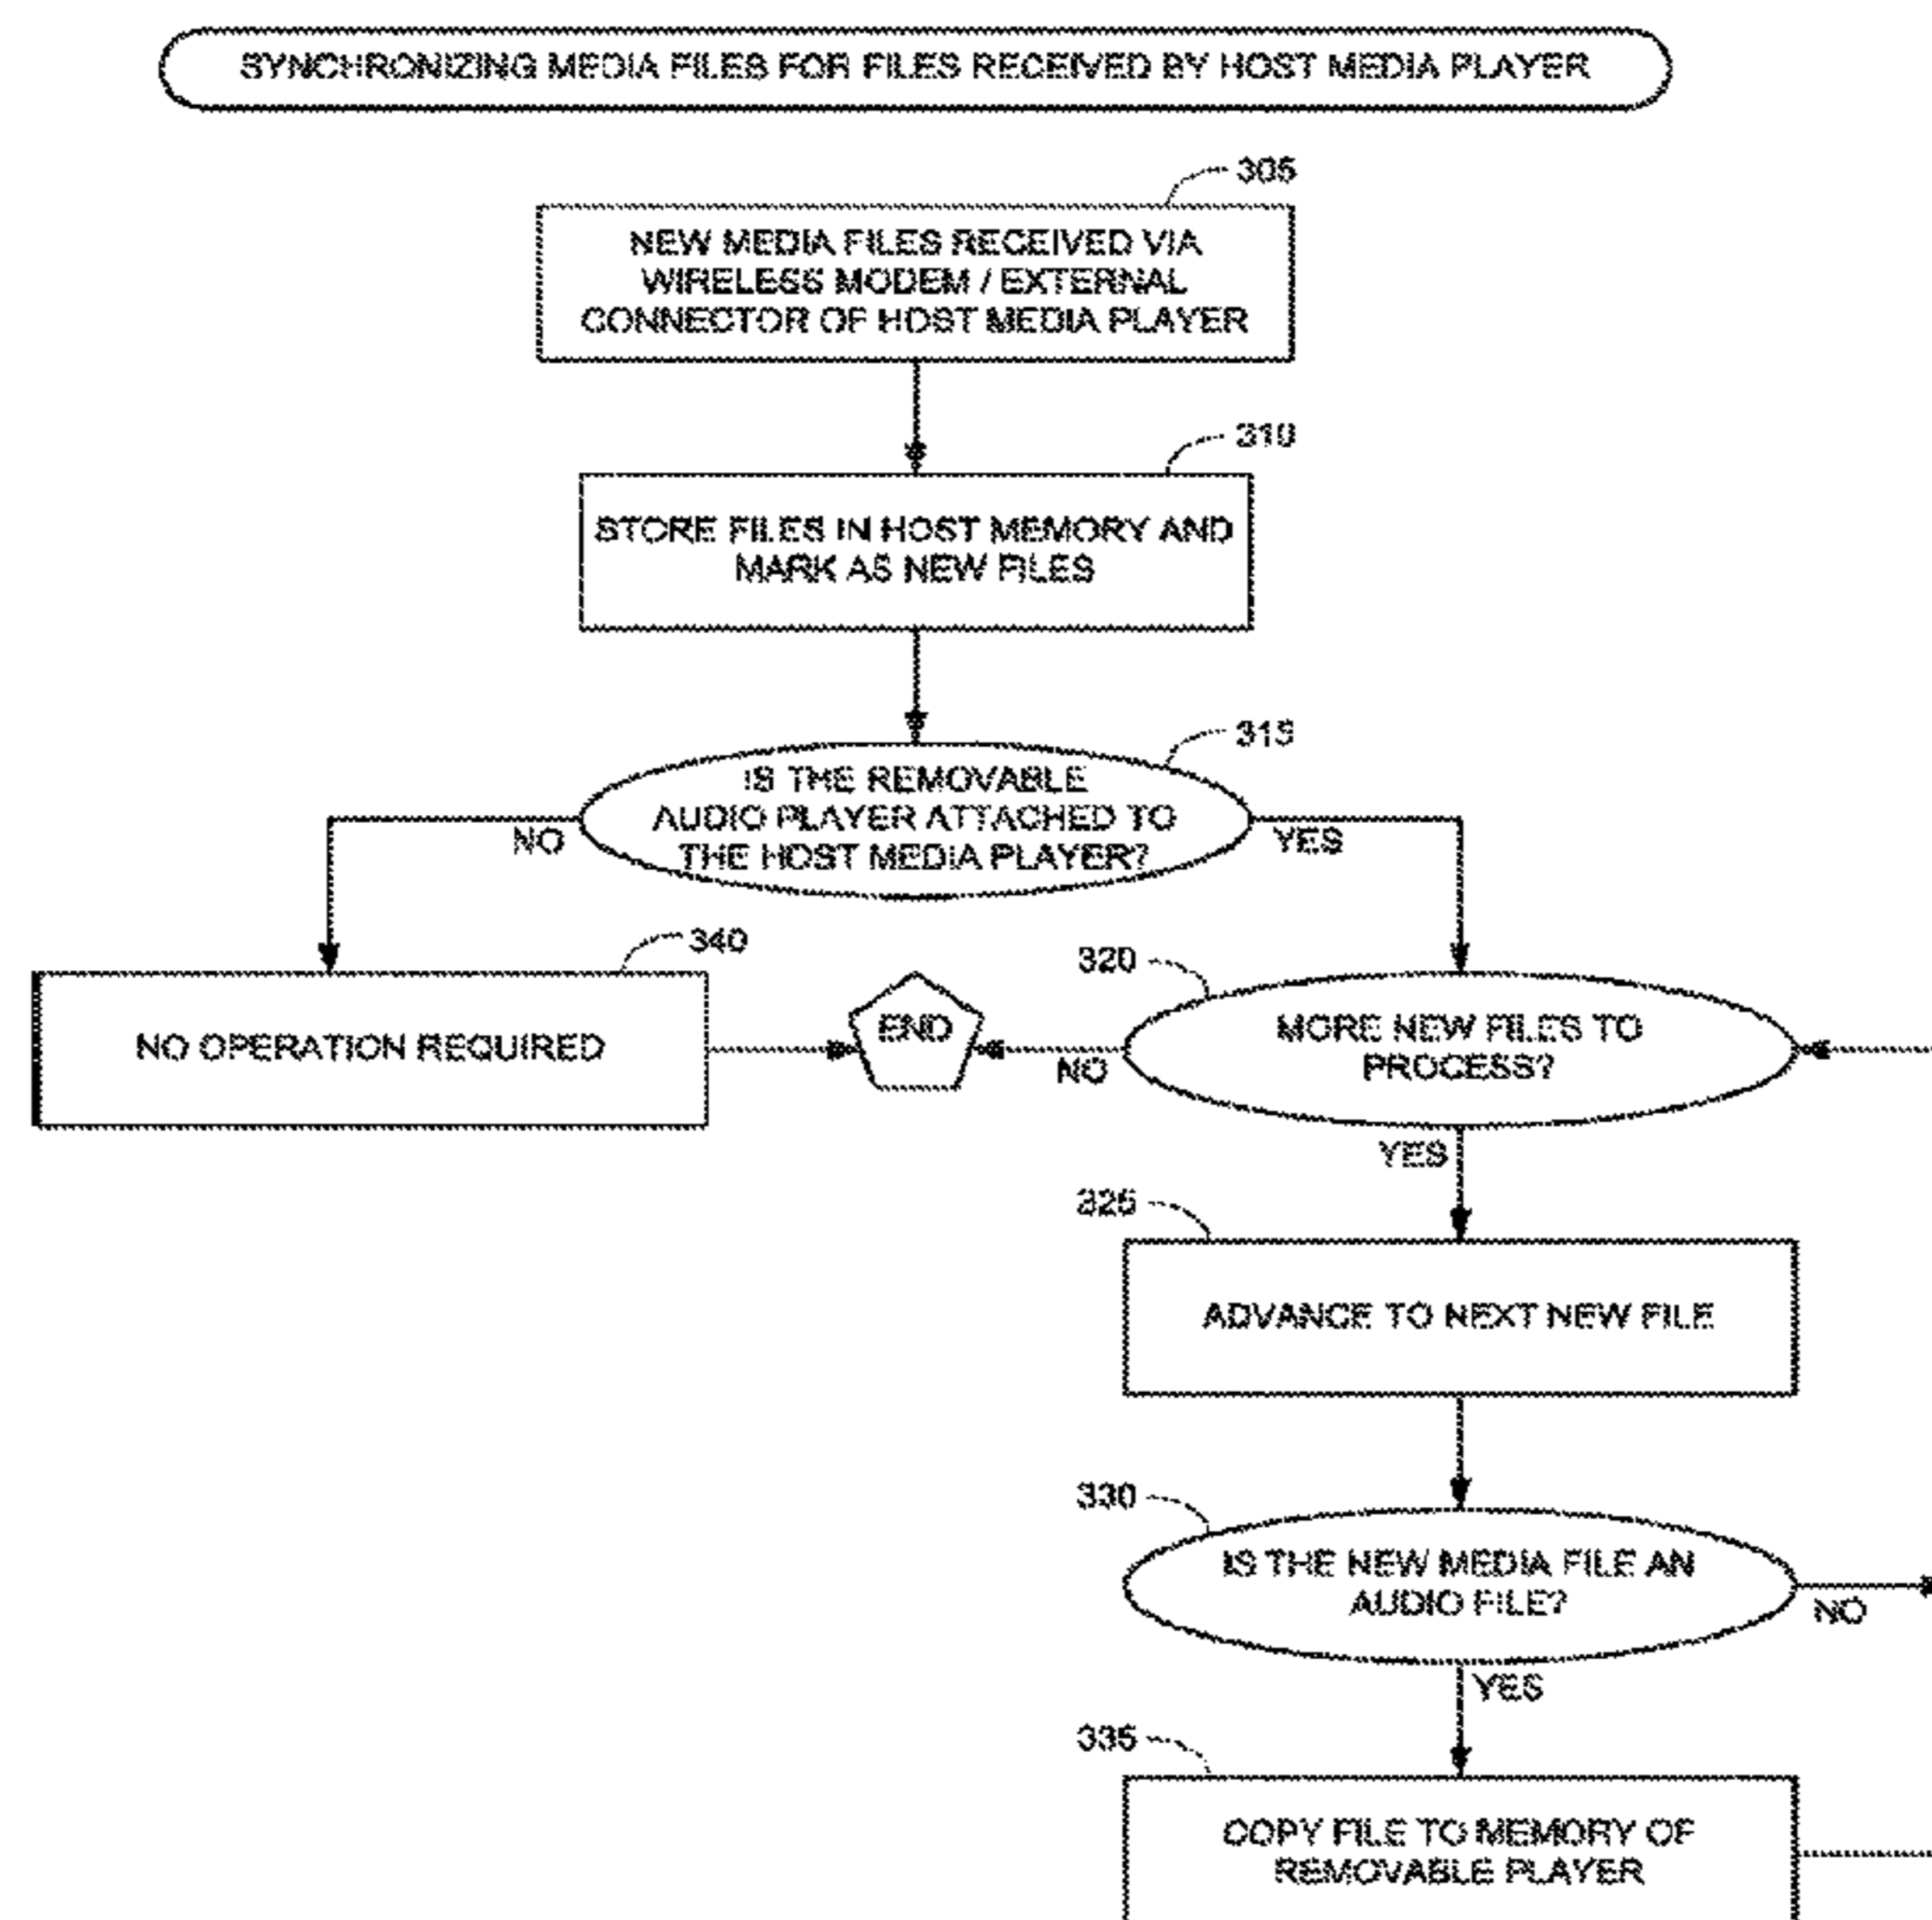 SYNCHRONIZING MEDIA FILES FOR FILES RECEIVED BY HOST MEDIA PLAYER
305
NEW MEDIA FILES RECEIVED VIA
WIRELESS MODEM / EXTERNAL
CONNECTOR OF HOST MEDIA PLAYER
310
STORE FILES IN HOST MEMORY AND
MARK AS NEW FILES
315
IS THE REMOVABLE
AUDIO PLAYER ATTACHED TO
THE HOST MEDIA PLAYER?
NO
YES
340
NO OPERATION REQUIRED
END
320
MORE NEW FILES TO
PROCESS?
NO
YES
325
ADVANCE TO NEXT NEW FILE
330
IS THE NEW MEDIA FILE AN
AUDIO FILE?
NO
YES
335
COPY FILE TO MEMORY OF
REMOVABLE PLAYER